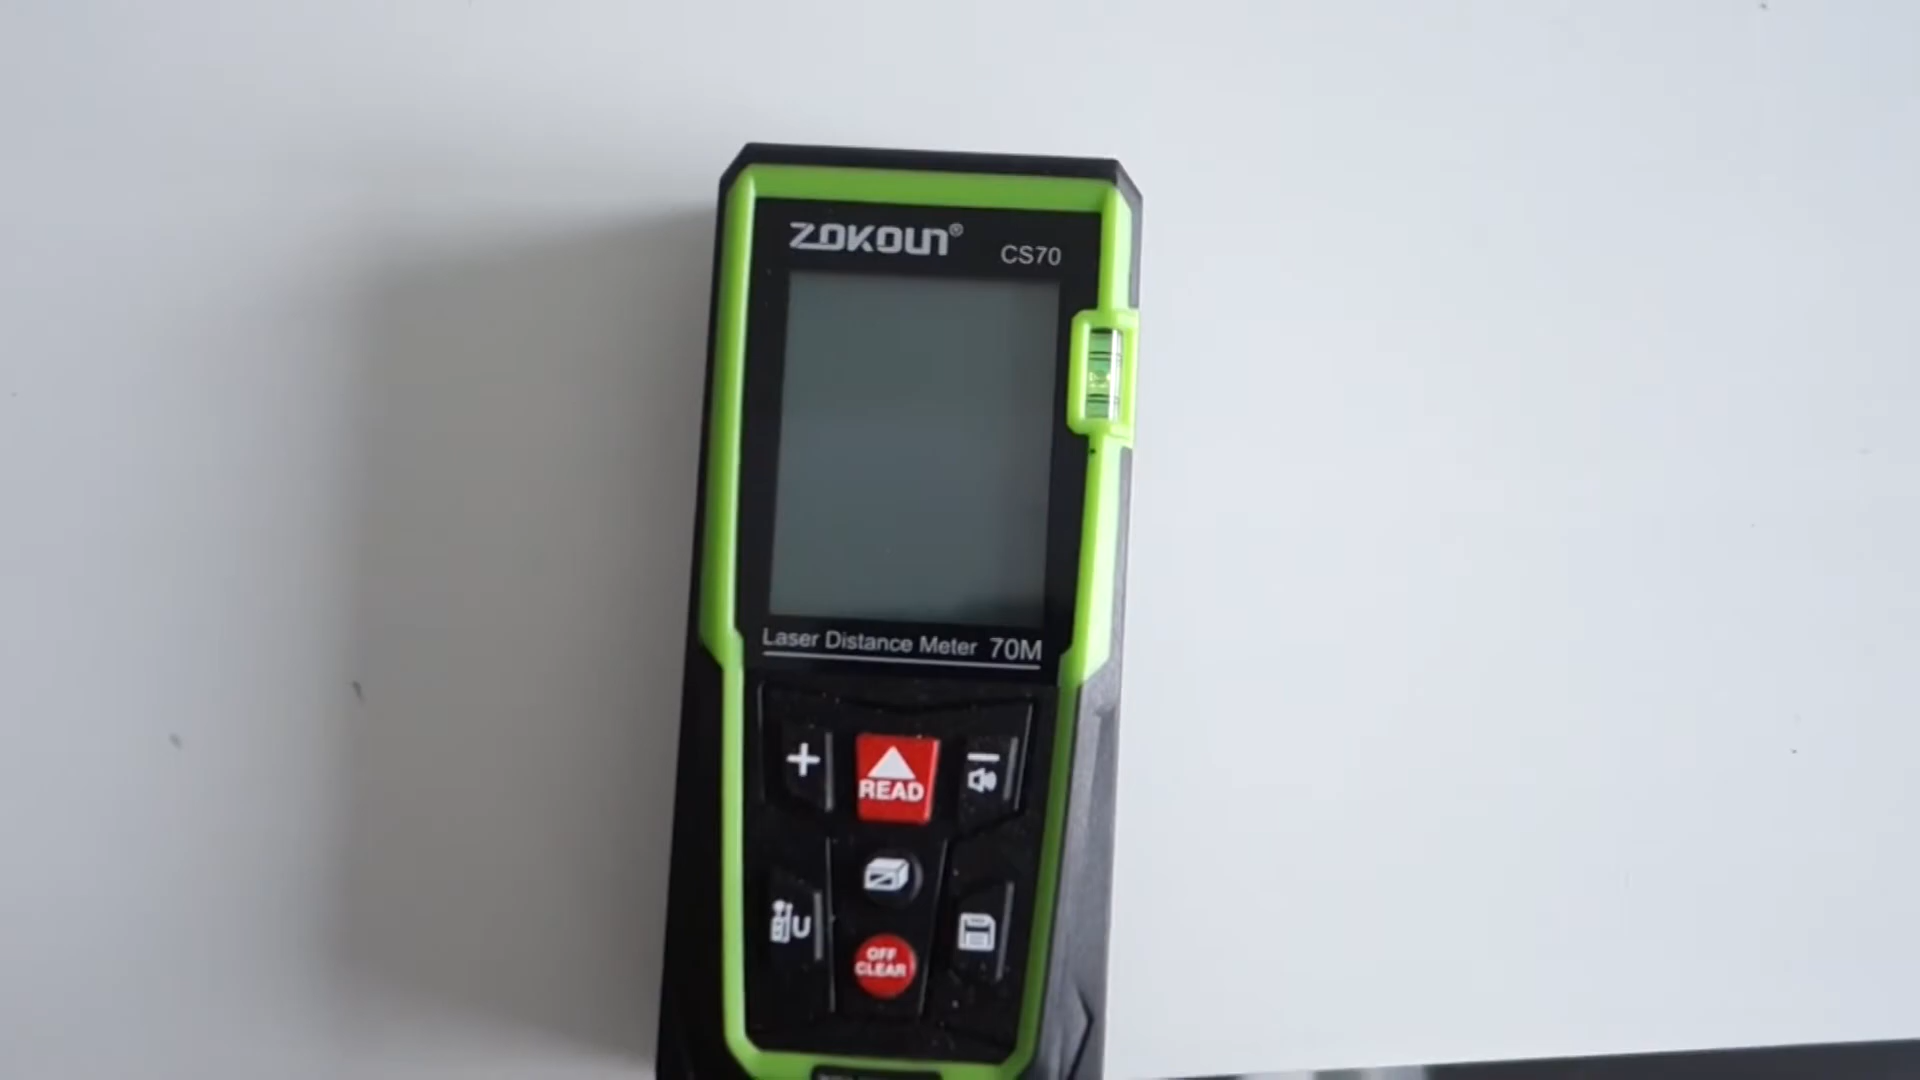 ZOKOUN®
CS70
Laser Distance Meter 70M
+
READ
U
OFF
CLEAR